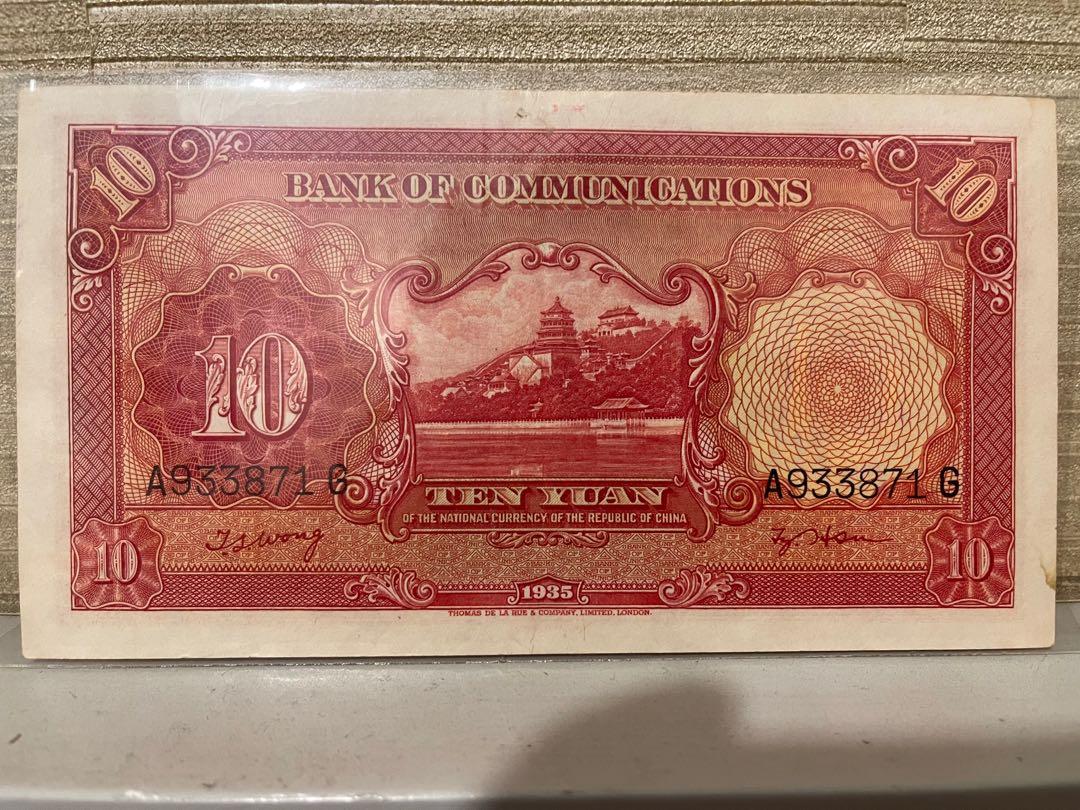 10 10
BANK OF COMMUNICATIONS
10
A933871 G A933871 G
TEN YUAN
OF THE NATIONAL CURRENCY OF THE REPUBLIC OF CHINA
T S Wong
10 10
1935
THOMAS DE LA RUE & COMPANY, LIMITED, LONDON.